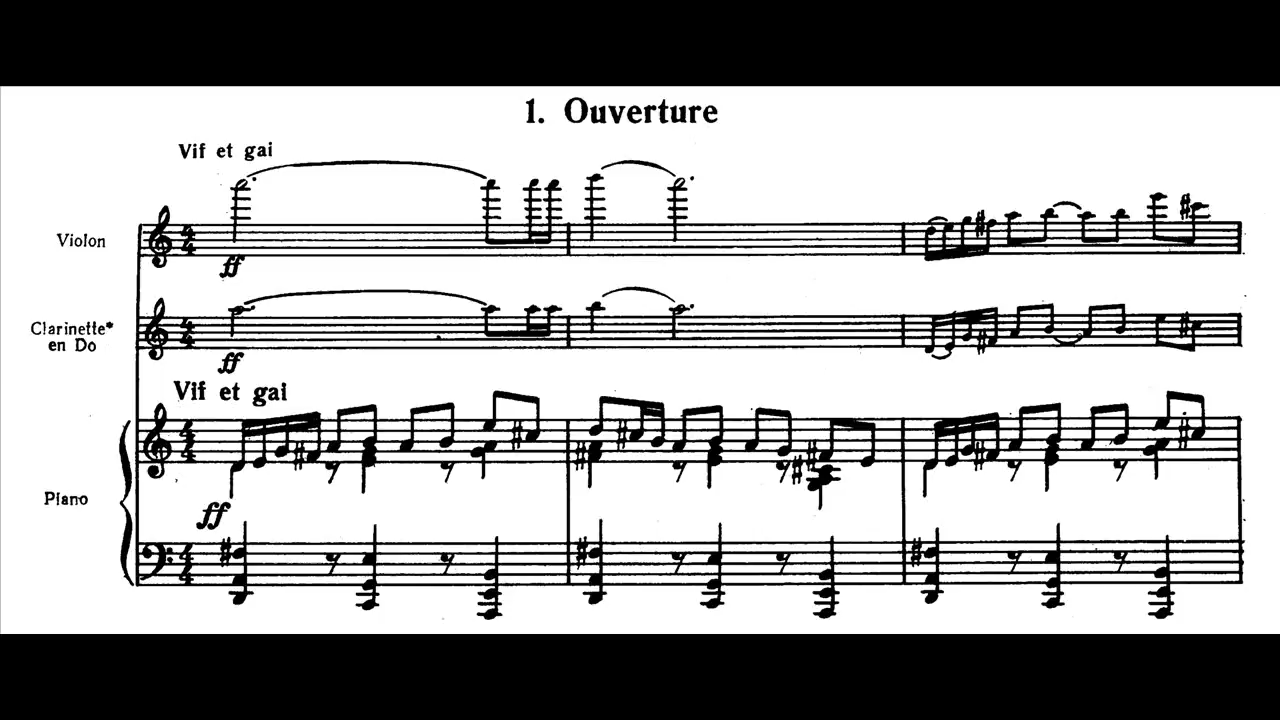 1. Ouverture
Vif et gai
Violon
ff
Clarinette*
en Do
ff
Vif et gai
Piano
ff